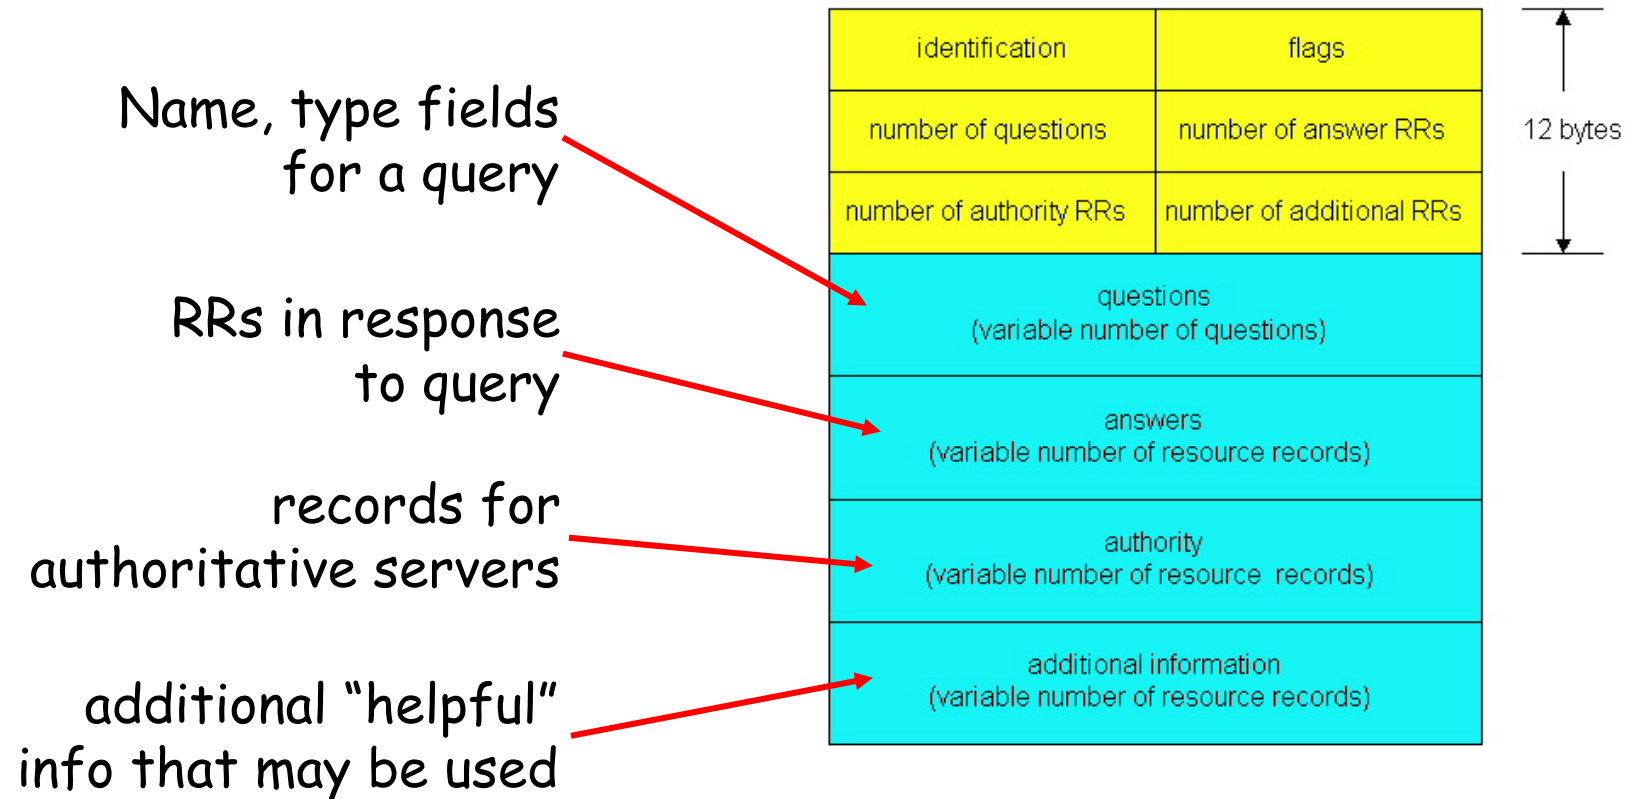 Name, type fields
for a query
RRs in response
to query
records for
authoritative servers
additional “helpful”
info that may be used
identification
flags
number of questions
number of answer RRs
number of authority RRs
number of additional RRs
questions
(variable number of questions)
answers
(variable number of resource records)
authority
(variable number of resource records)
additional information
(variable number of resource records)
12 bytes